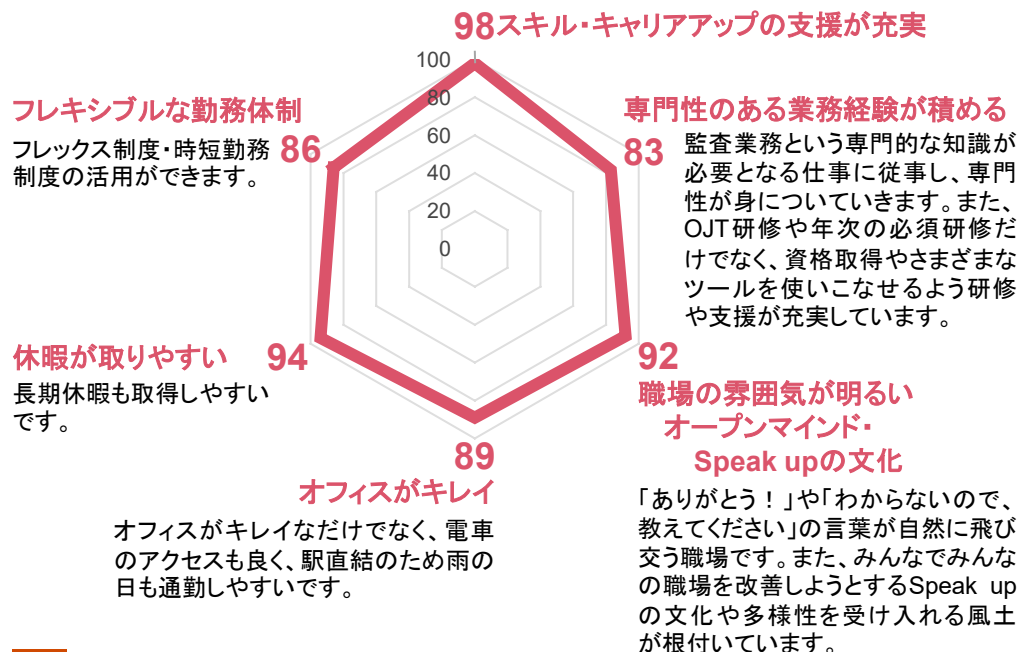 98スキル・キャリアアップの支援が充実
100
80
60
40
20
0
専門性のある業務経験が積める
83
監査業務という専門的な知識が
必要となる仕事に従事し、専門
性が身についていきます。また、
OJT研修や年次の必須研修だ
けでなく、資格取得やさまざまな
ツールを使いこなせるよう研修
や支援が充実しています。
92
職場の雰囲気が明るい
オープンマインド・
Speak upの文化
「ありがとう！」や「わからないので、
教えてください」の言葉が自然に飛び
交う職場です。また、みんなでみんな
の職場を改善しようとするSpeak up
の文化や多様性を受け入れる風土
が根付いています。
89
オフィスがキレイ
オフィスがキレイなだけでなく、電車
のアクセスも良く、駅直結のため雨の
日も通勤しやすいです。
休暇が取りやすい 94
長期休暇も取得しやすい
です。
フレキシブルな勤務体制
86
フレックス制度・時短勤務
制度の活用ができます。